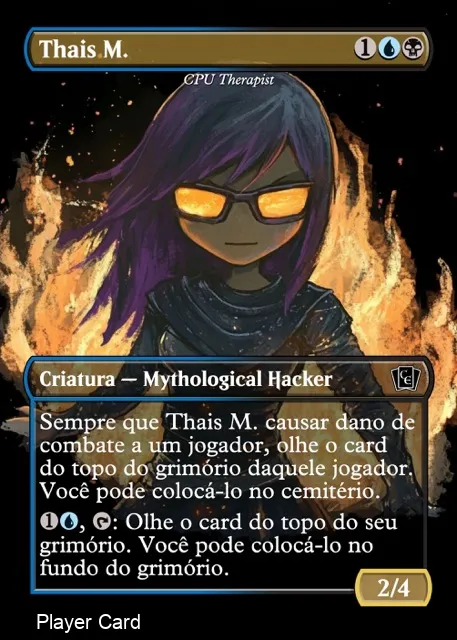 Thais M. 1
CPU Therapist
Criatura — Mythological Hacker
Sempre que Thais M. causar dano de
combate a um jogador, olhe o card
do topo do grimório daquele jogador.
Você pode colocá-lo no cemitério.
1, : Olhe o card do topo do seu
grimório. Você pode colocá-lo no
fundo do grimório.
2/4
Player Card